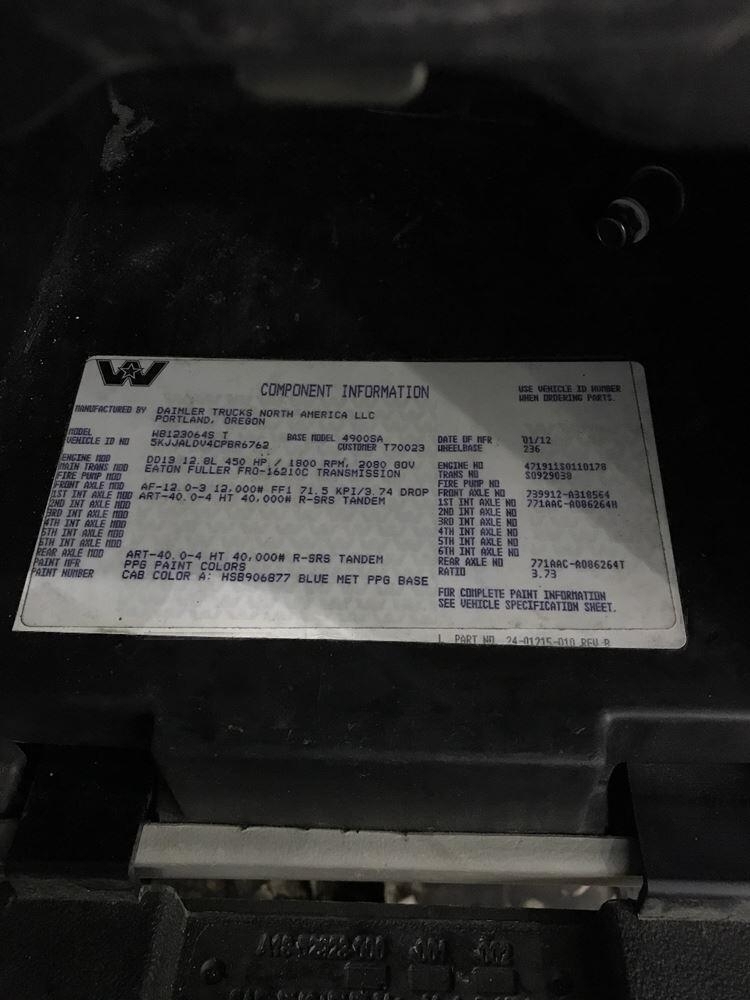 W
COMPONENT INFORMATION
USE VEHICLE ID NUMBER
WHEN ORDERING PARTS.
MANUFACTURED BY DAIMLER TRUCKS NORTH AMERICA LLC
PORTLAND, OREGON
MODEL W8123064S T BASE MODEL 4900SA DATE OF MFR 01/12
VEHICLE ID NO 5KJJALDV4CPBR6762 CUSTOMER T70023 WHEELBASE 236
ENGINE MOD DD13 12.8L 450 HP / 1800 RPM, 2080 GOV ENGINE NO 471911S0110178
MAIN TRANS MOD EATON FULLER FRO-16210C TRANSMISSION TRANS NO S0929038
FIRE PUMP MOD FIRE PUMP NO
FRONT AXLE MOD AF-12.0-3 12,000# FF1 71.5 KPI/3.74 DROP FRONT AXLE NO 739912-A318564
1ST INT AXLE MOD ART-40.0-4 HT 40,000# R-SRS TANDEM 1ST INT AXLE NO 771AAC-A086264H
2ND INT AXLE MOD 2ND INT AXLE NO
3RD INT AXLE MOD 3RD INT AXLE NO
4TH INT AXLE MOD 4TH INT AXLE NO
5TH INT AXLE MOD 5TH INT AXLE NO
6TH INT AXLE MOD 6TH INT AXLE NO
REAR AXLE MOD ART-40.0-4 HT 40,000# R-SRS TANDEM REAR AXLE NO 771AAC-A086264T
PAINT MFR PPG PAINT COLORS RATIO 3.73
PAINT NUMBER CAB COLOR A: HSB906877 BLUE MET PPG BASE
FOR COMPLETE PAINT INFORMATION
SEE VEHICLE SPECIFICATION SHEET.
PART NO. 24-01215-010 REV B